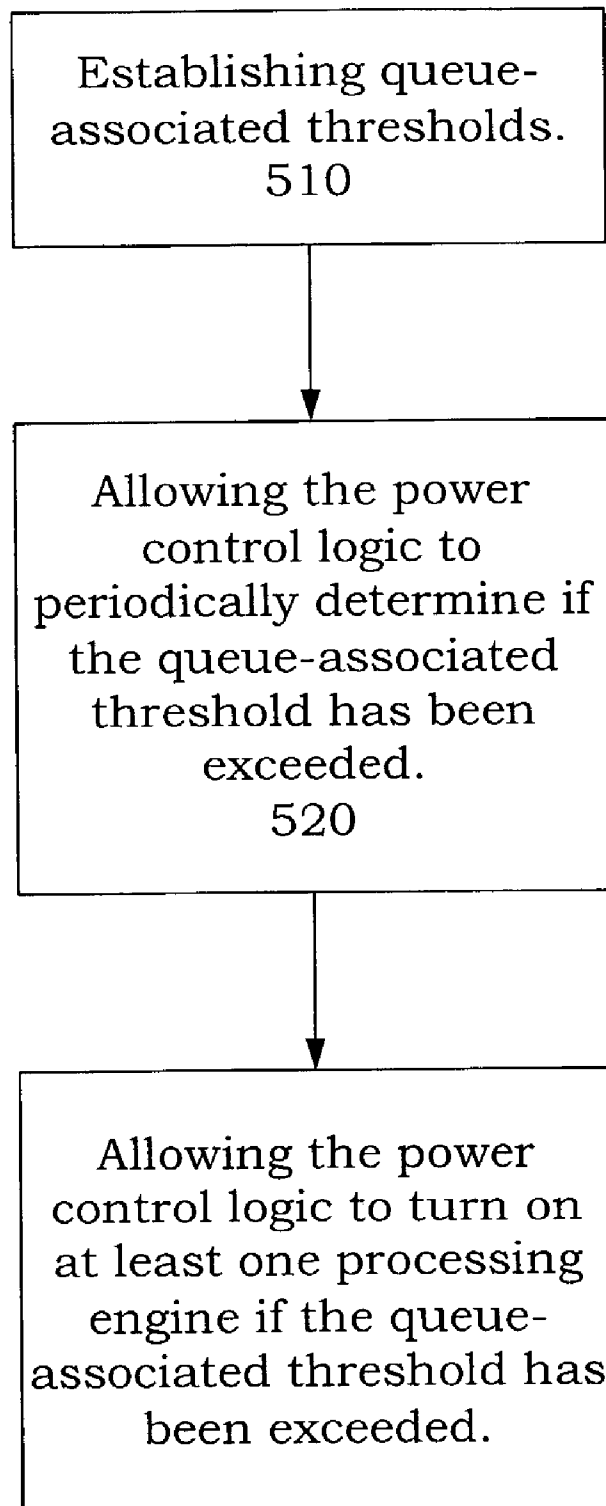 Establishing queue-
associated thresholds.
510
Allowing the power
control logic to
periodically determine if
the queue-associated
threshold has been
exceeded.
520
Allowing the power
control logic to turn on
at least one processing
engine if the queue-
associated threshold has
been exceeded.